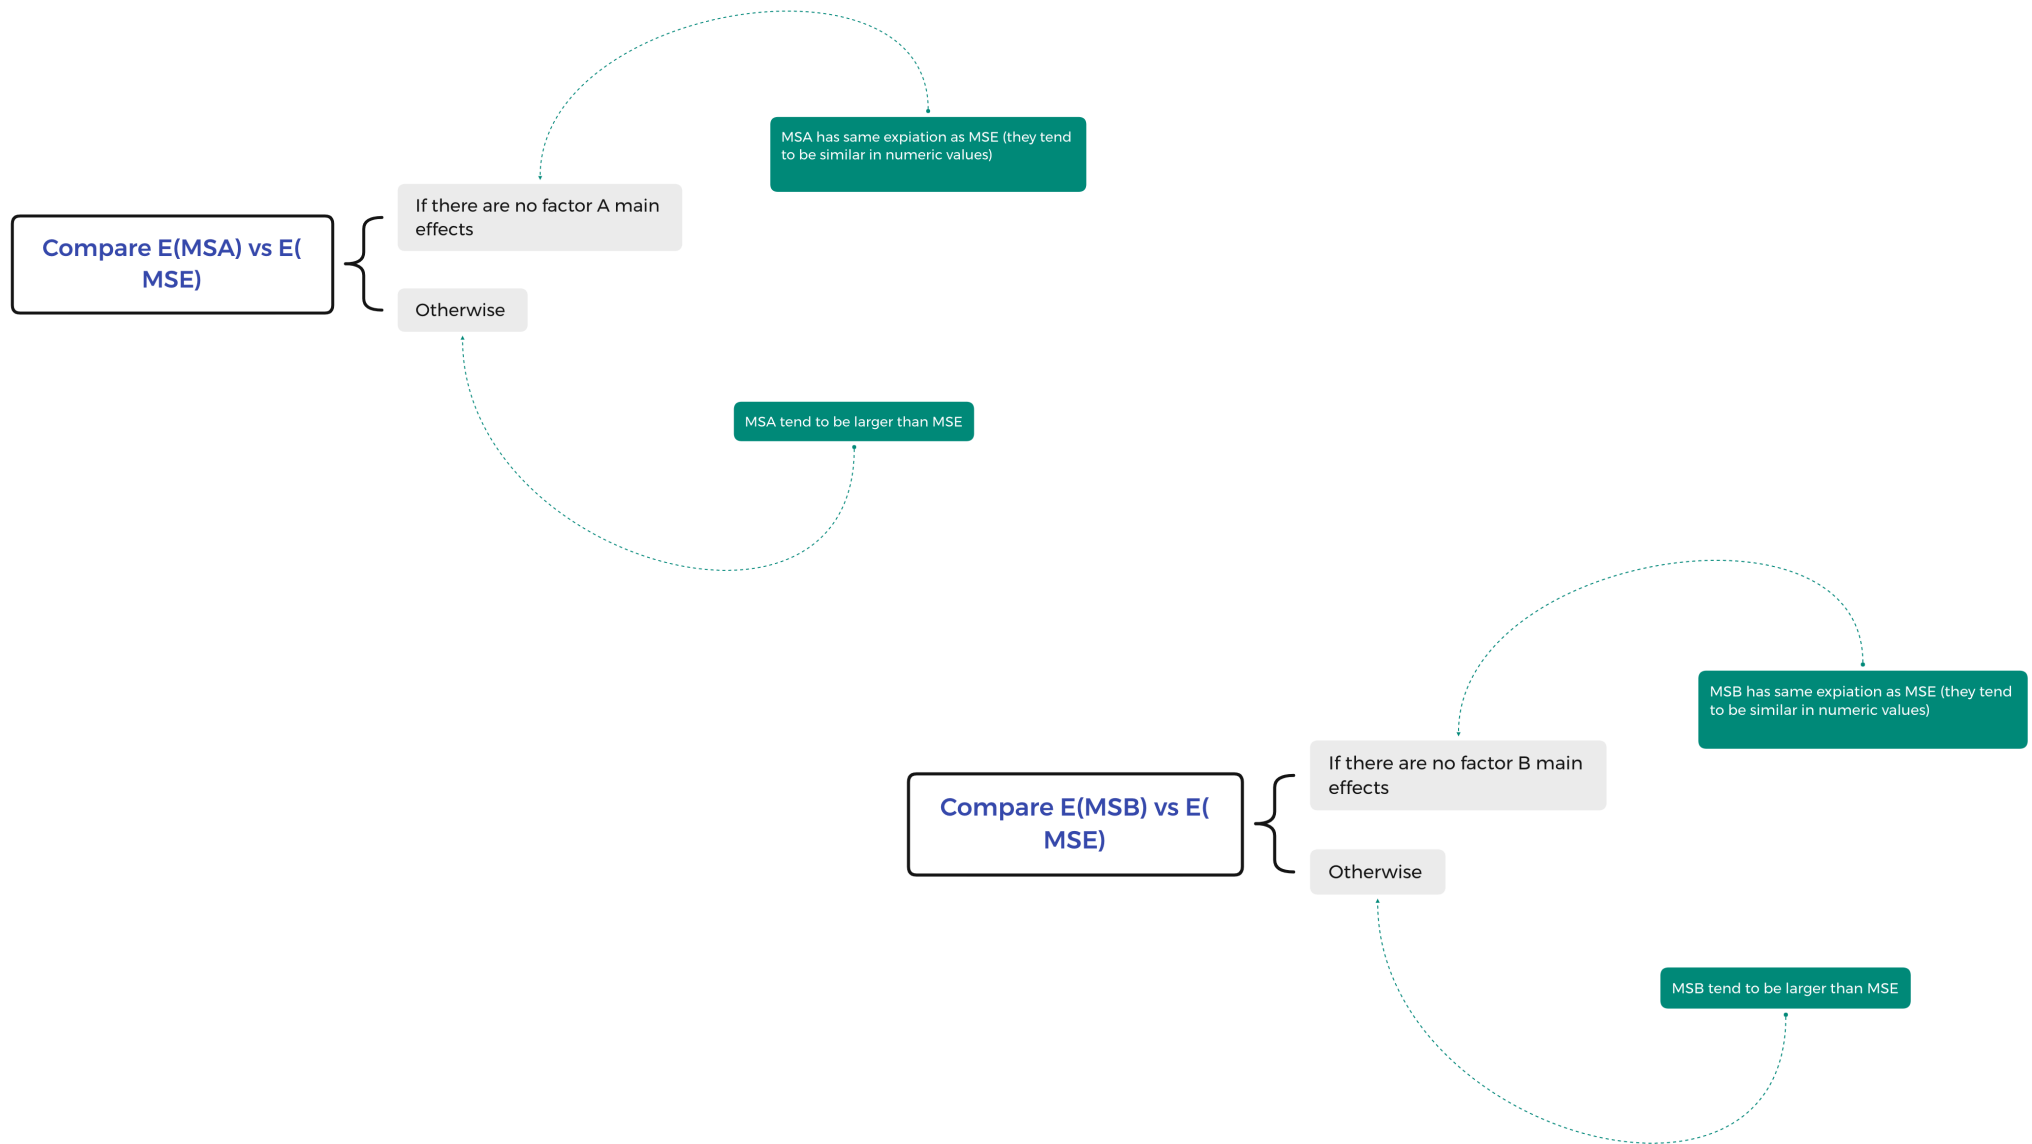 MSA has same expiation as MSE (they tend
to be similar in numeric values)
If there are no factor A main
effects
Compare E(MSA) vs E(
MSE)
Otherwise
MSA tend to be larger than MSE
MSB has same expiation as MSE (they tend
to be similar in numeric values)
If there are no factor B main
effects
Compare E(MSB) vs E(
MSE)
Otherwise
MSB tend to be larger than MSE